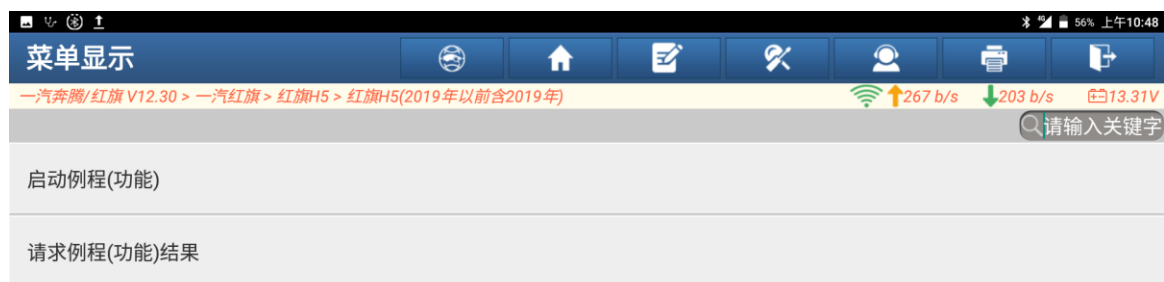 4G 56% 上午10:48
菜单显示
一汽奔腾/红旗 V12.30 > 一汽红旗 > 红旗H5 > 红旗H5(2019年以前含2019年) 267 b/s 203 b/s 13.31V
请输入关键字
启动例程(功能)
请求例程(功能)结果